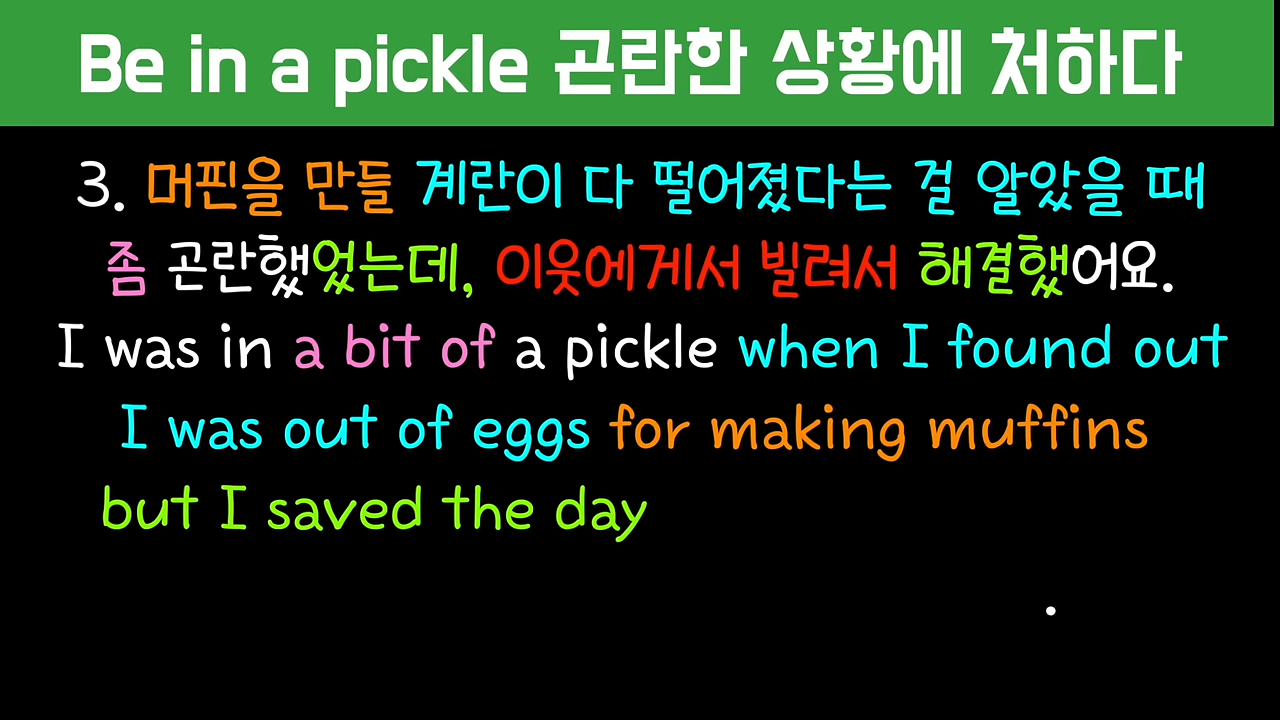 Be in a pickle 곤란한 상황에 처하다
3. 머핀을 만들 계란이 다 떨어졌다는 걸 알았을 때
좀 곤란했었는데, 이웃에게서 빌려서 해결했어요.
I was in a bit of a pickle when I found out
I was out of eggs for making muffins
but I saved the day
.